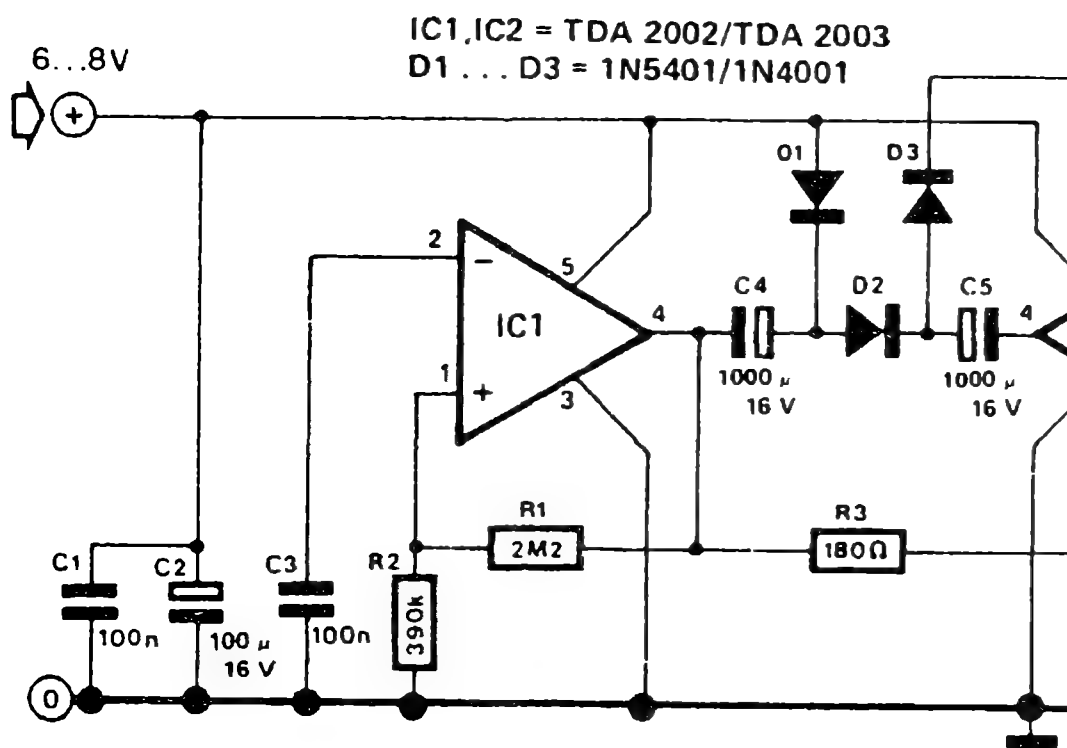 IC1,IC2 = TDA 2002/TDA 2003
6...8V
D1 ... D3 = 1N5401/1N4001
+
O1
D3
2
−
5
C4
D2
C5
IC1
4
4
1
+
3
1000 µ
16 V
1000 µ
16 V
R1
R3
2M2
180Ω
C1
C2
C3
R2
390k
100n
100 µ
16 V
100n
0